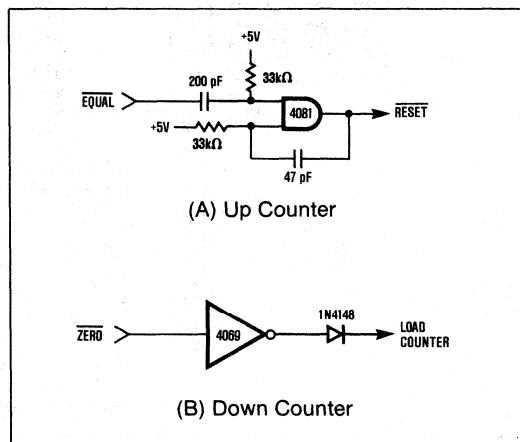 +5V
200 pF
33kΩ
EQUAL
4081
RESET
+5V
33kΩ
47 pF
(A) Up Counter
1N4148
ZERO
4069
LOAD
COUNTER
(B) Down Counter